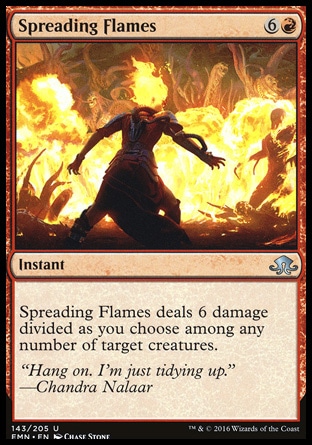 Spreading Flames 6
Instant
Spreading Flames deals 6 damage
divided as you choose among any
number of target creatures.
“Hang on. I’m just tidying up.”
—Chandra Nalaar
143/205 U
EMN • EN Chase Stone
™ & © 2016 Wizards of the Coast